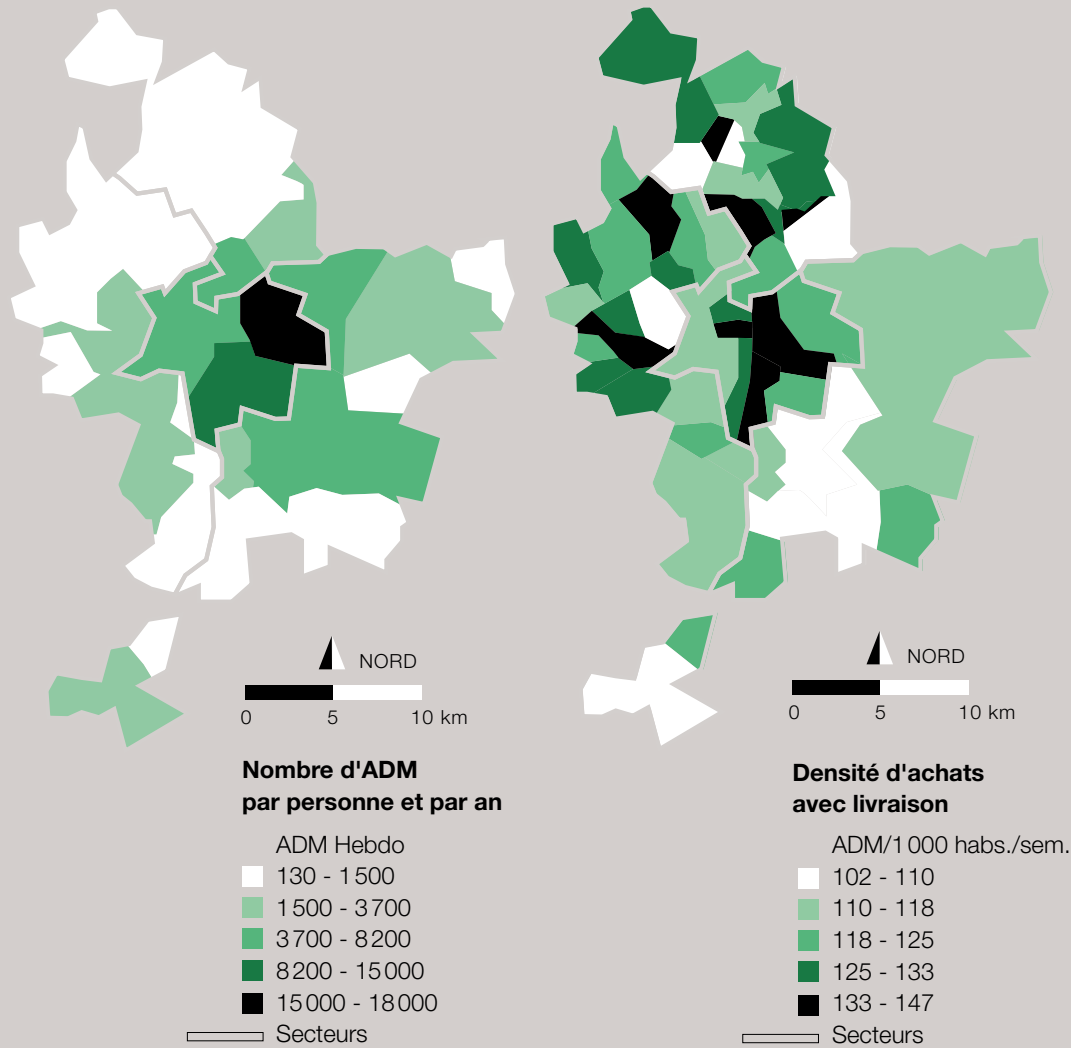 NORD
0 5 10 km
Nombre d'ADM
par personne et par an
ADM Hebdo
130 - 1 500
1 500 - 3 700
3 700 - 8 200
8 200 - 15 000
15 000 - 18 000
Secteurs
NORD
0 5 10 km
Densité d'achats
avec livraison
ADM/1 000 habs./sem.
102 - 110
110 - 118
118 - 125
125 - 133
133 - 147
Secteurs